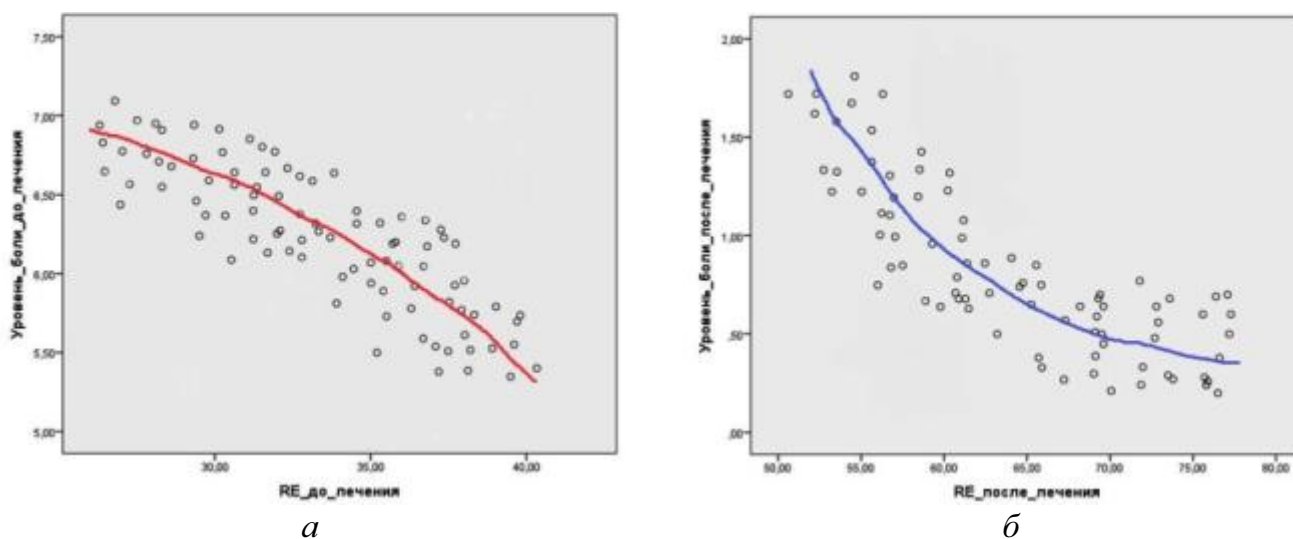 7,50
7,00
6,50
6,00
5,50
5,00
Уровень_боли_до_лечения
30,00 35,00 40,00
RE_до_лечения
а
2,00
1,50
1,00
,50
,00
Уровень_боли_после_лечения
50,00 55,00 60,00 65,00 70,00 75,00 80,00
RE_после_лечения
б